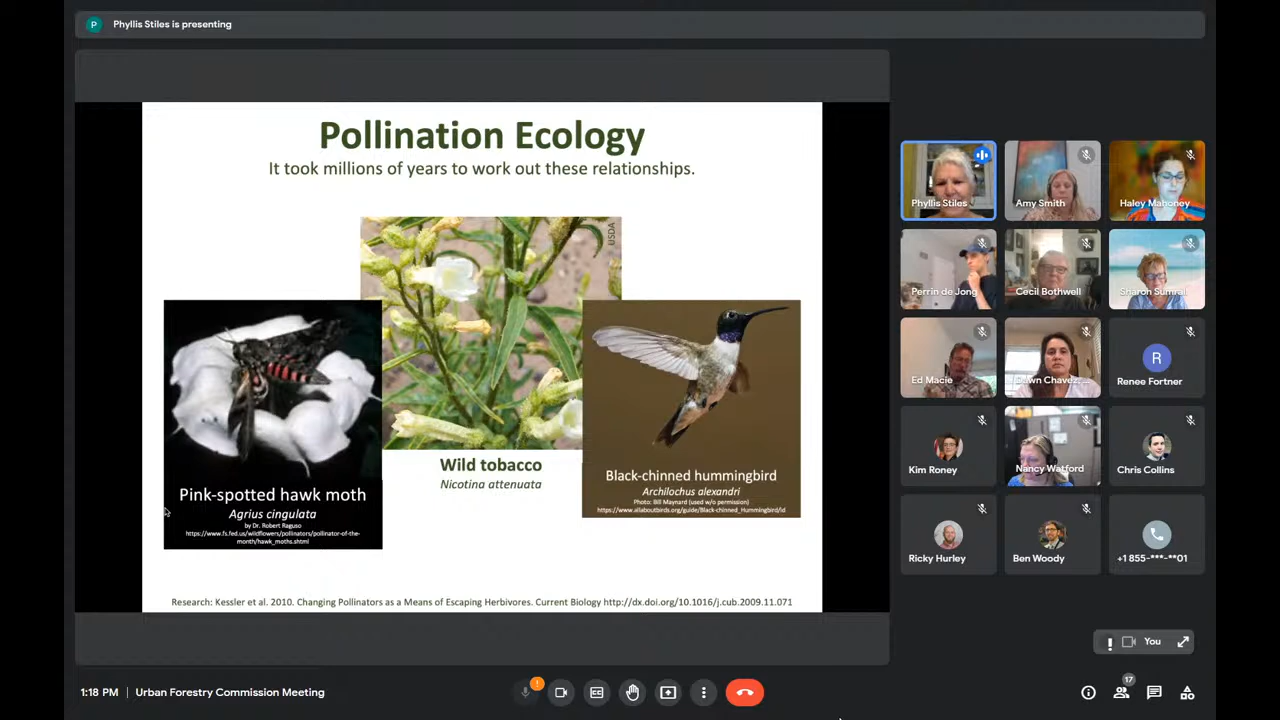 P
Phyllis Stiles is presenting
Pollination Ecology
It took millions of years to work out these relationships.
USDA
Wild tobacco
Nicotina attenuata
Pink-spotted hawk moth
Agrius cingulata
by Dr. Robert Raguso
https://www.fs.fed.us/wildflowers/pollinators/pollinator-of-the-
month/hawk_moths.shtml
Black-chinned hummingbird
Archilochus alexandri
Photo: Bill Maynard (used w/o permission)
https://www.allaboutbirds.org/guide/Black-chinned_Hummingbird/id
Research: Kessler et al. 2010. Changing Pollinators as a Means of Escaping Herbivores. Current Biology http://dx.doi.org/10.1016/j.cub.2009.11.071
Phyllis Stiles
Amy Smith
Haley Mahoney
Perrin de Jong
Cecil Bothwell
Sharon Sumrall
Ed Macie
Dawn Chavez,...
R
Renee Fortner
Kim Roney
Nancy Watford
Chris Collins
Ricky Hurley
Ben Woody
+1 855-***-**01
You
1:18 PM | Urban Forestry Commission Meeting
17